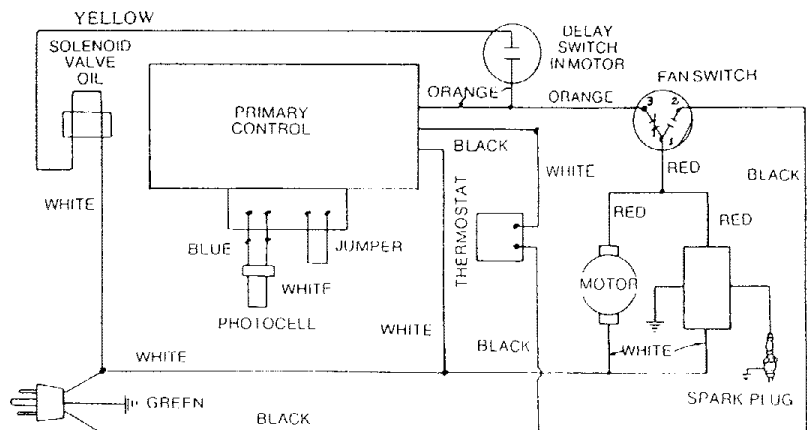 YELLOW
SOLENOID
VALVE
OIL
DELAY
SWITCH
IN MOTOR
FAN SWITCH
PRIMARY
CONTROL
ORANGE
ORANGE
3
2
1
BLACK
WHITE
RED
BLACK
WHITE
THERMOSTAT
RED
RED
BLUE
JUMPER
WHITE
MOTOR
PHOTOCELL
WHITE
BLACK
WHITE
WHITE
SPARK PLUG
GREEN
BLACK